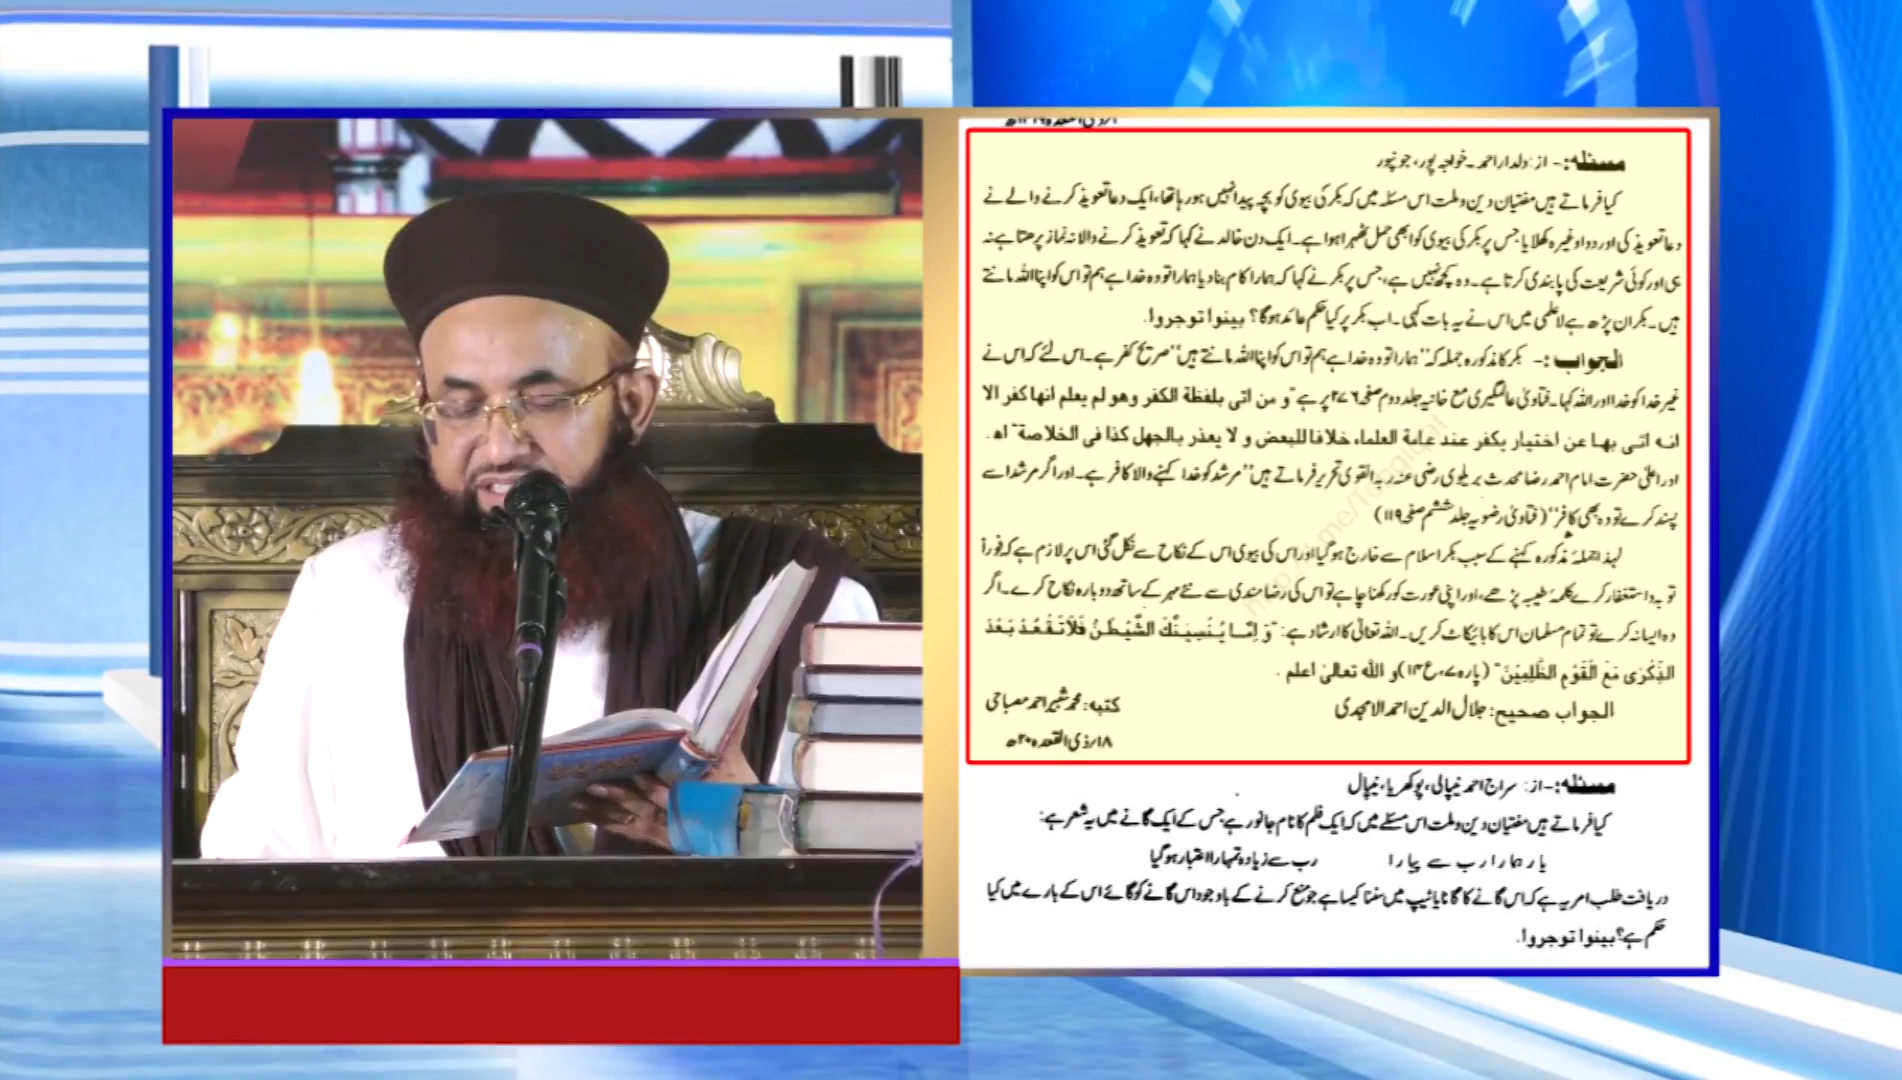 مسئلہ:- از: دلدار احمد۔ خواجہ پور، جونپور
کیا فرماتے ہیں مفتیان دین و ملت اس مسئلہ میں کہ بکر کی بیوی کو بچہ پیدا نہیں ہو رہا تھا، ایک دعا تعویذ کرنے والے نے
دعا تعویذ کی اور دوا وغیرہ کھلایا جس پر بکر کی بیوی کو ابھی حمل ٹھہرا ہوا ہے۔ ایک دن خالد نے کہا کہ تعویذ کرنے والا نہ نماز پڑھتا ہے نہ
ہی اور کوئی شریعت کی پابندی کرتا ہے۔ وہ کچھ نہیں ہے، جس پر بکر نے کہا کہ ہمارا کام بنا دیا ہمارا تو وہ خدا ہے ہم تو اس کو اپنا اللہ مانتے
ہیں۔ بکر ان پڑھ ہے لا علمی میں اس نے یہ بات کہی۔ اب بکر پر کیا حکم عائد ہوگا؟ بینوا توجروا.
الجواب:- بکر کا مذکورہ جملہ کہ "ہمارا تو وہ خدا ہے ہم تو اس کو اپنا اللہ مانتے ہیں" صریح کفر ہے۔ اس لئے کہ اس نے
غیر خدا کو خدا اور اللہ کہا۔ فتاویٰ عالمگیری مع خانیہ جلد دوم صفحہ ۲۷۶ پر ہے "و من اتی بلفظة الکفر وهو لم یعلم انها کفر الا
انه اتی بها عن اختیار یکفر عند عامة العلماء خلافا للبعض و لا یعذر بالجهل کذا فی الخلاصة" اھ.
اور اعلیٰ حضرت امام احمد رضا محدث بریلوی رضی عنہ ربہ القوی تحریر فرماتے ہیں "مرشد کو خدا کہنے والا کافر ہے۔ اور اگر مرشد اسے
پسند کرے تو وہ بھی کافر" (فتاویٰ رضویہ جلد ششم صفحہ ۱۱۹)
لہذا جملۂ مذکورہ کہنے کے سبب بکر اسلام سے خارج ہو گیا اور اس کی بیوی اس کے نکاح سے نکل گئی اس پر لازم ہے کہ فوراً
توبہ و استغفار کرے کلمۂ طیبہ پڑھے، اور اپنی عورت کو رکھنا چاہے تو اس کی رضامندی سے نئے مہر کے ساتھ دوبارہ نکاح کرے۔ اگر
وہ ایسا نہ کرے تو تمام مسلمان اس کا بائیکاٹ کریں۔ اللہ تعالیٰ کا ارشاد ہے: "وَ اِمَّا یُنْسِیَنَّكَ الشَّیْطٰنُ فَلَا تَقْعُدْ بَعْدَ
الذِّکْرٰی مَعَ الْقَوْمِ الظّٰلِمِیْنَ" (پارہ ۷، ع ۱۴) و اللہ تعالیٰ اعلم.
الجواب صحیح: جلال الدین احمد الامجدی کتبہ: محمد شبیر احمد مصباحی
۱۸/ ذی القعدہ ۲۰ھ
مسئلہ:- از: سراج احمد نیپالی، پوکھریا، نیپال
کیا فرماتے ہیں مفتیان دین و ملت اس مسئلے میں کہ ایک فلم کا نام جانور ہے جس کے ایک گانے میں یہ شعر ہے:
یار ہمارا رب سے پیارا رب سے زیادہ تمہارا اعتبار ہوگیا
دریافت طلب امر یہ ہے کہ اس گانے کا گانا یا ٹیپ میں سننا کیسا ہے جو منع کرنے کے باوجود اس گانے کو گائے اس کے بارے میں کیا
حکم ہے؟ بینوا توجروا.